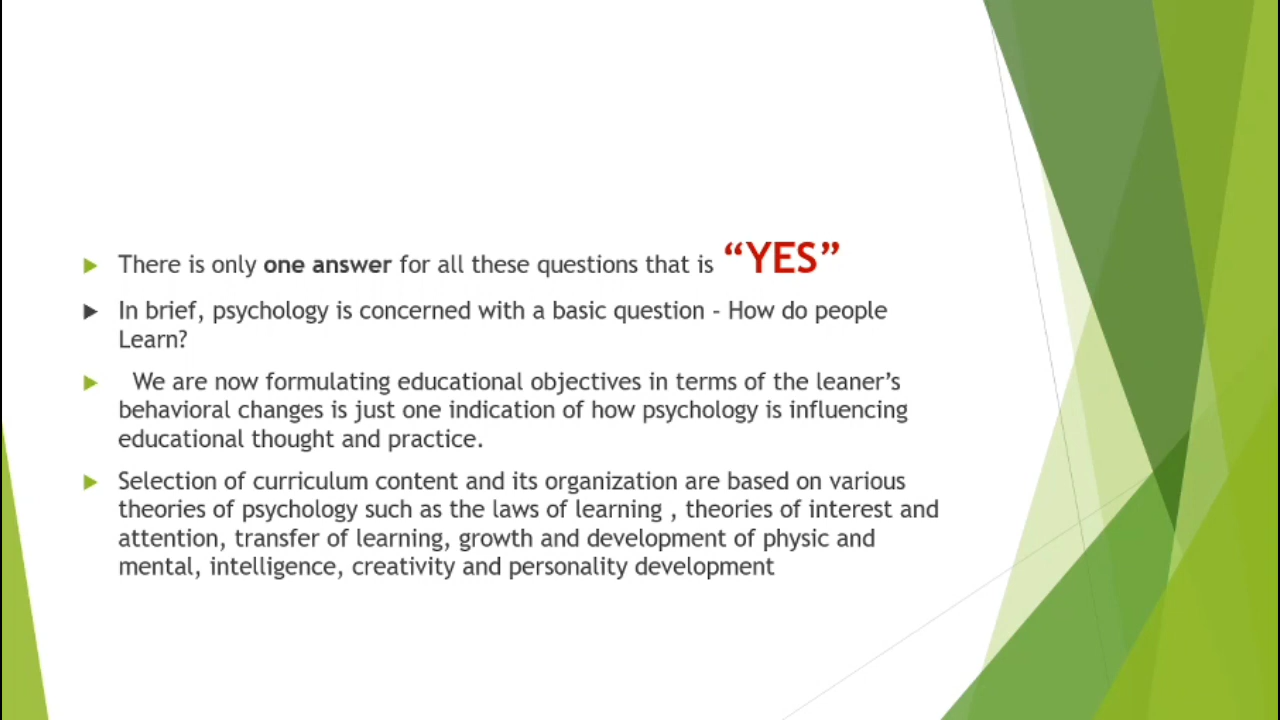 There is only one answer for all these questions that is “YES”
In brief, psychology is concerned with a basic question - How do people
Learn?
We are now formulating educational objectives in terms of the leaner’s
behavioral changes is just one indication of how psychology is influencing
educational thought and practice.
Selection of curriculum content and its organization are based on various
theories of psychology such as the laws of learning , theories of interest and
attention, transfer of learning, growth and development of physic and
mental, intelligence, creativity and personality development